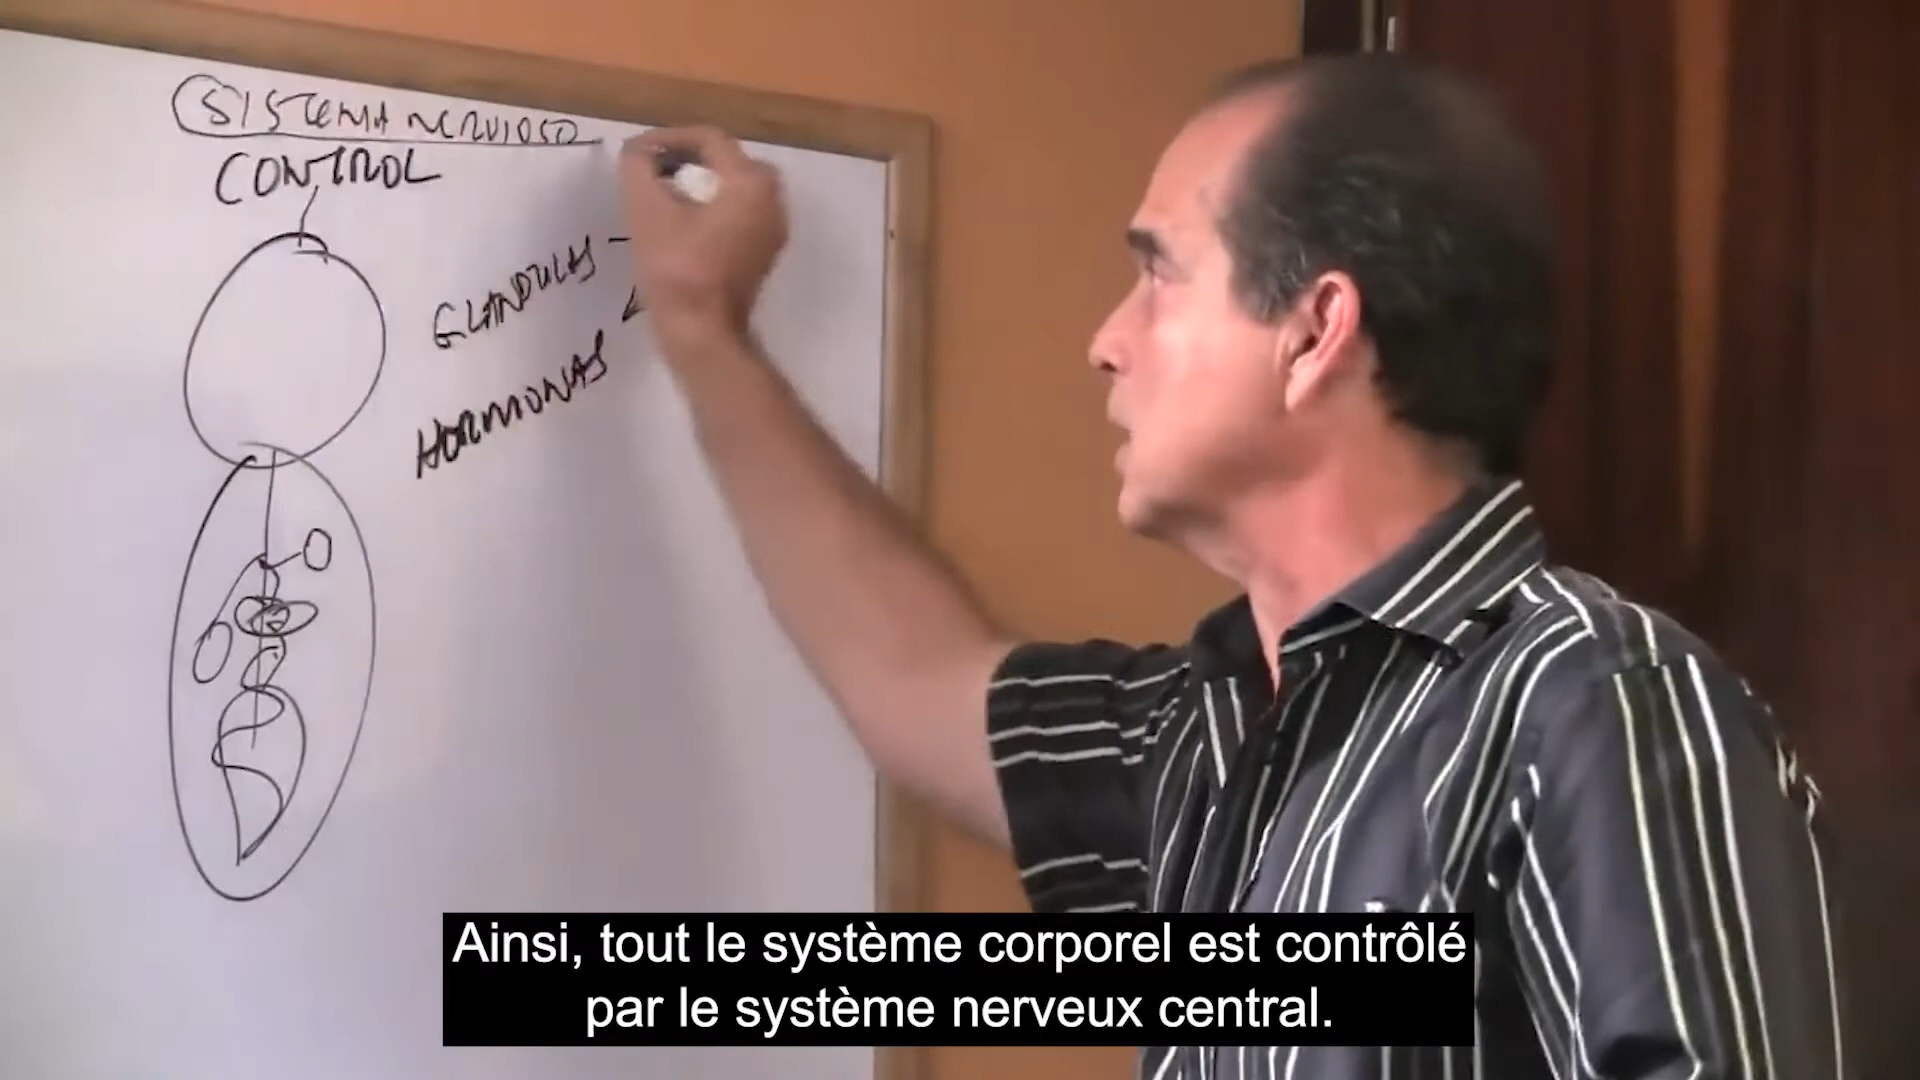 SISTEMA NERVIOSO
CONTROL
GLANDULAS -
HORMONAS
Ainsi, tout le système corporel est contrôlé
par le système nerveux central.